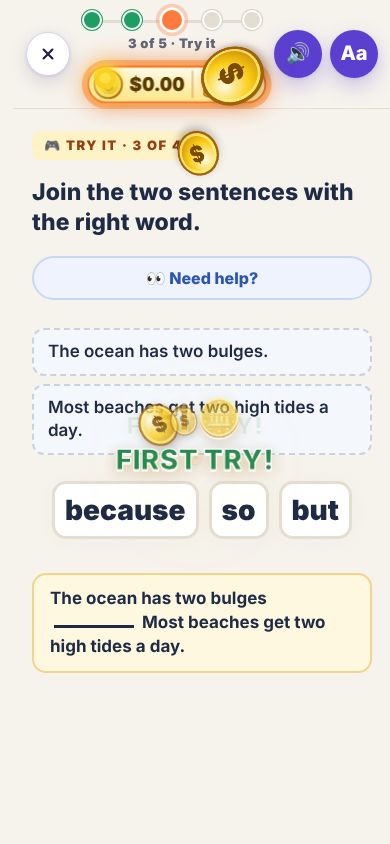 3 of 5 · Try it
$0.00
Aa
TRY IT · 3 OF 4
Join the two sentences with
the right word.
Need help?
The ocean has two bulges.
Most beaches get two high tides a
day.
FIRST TRY!
because so but
The ocean has two bulges
______ Most beaches get two
high tides a day.